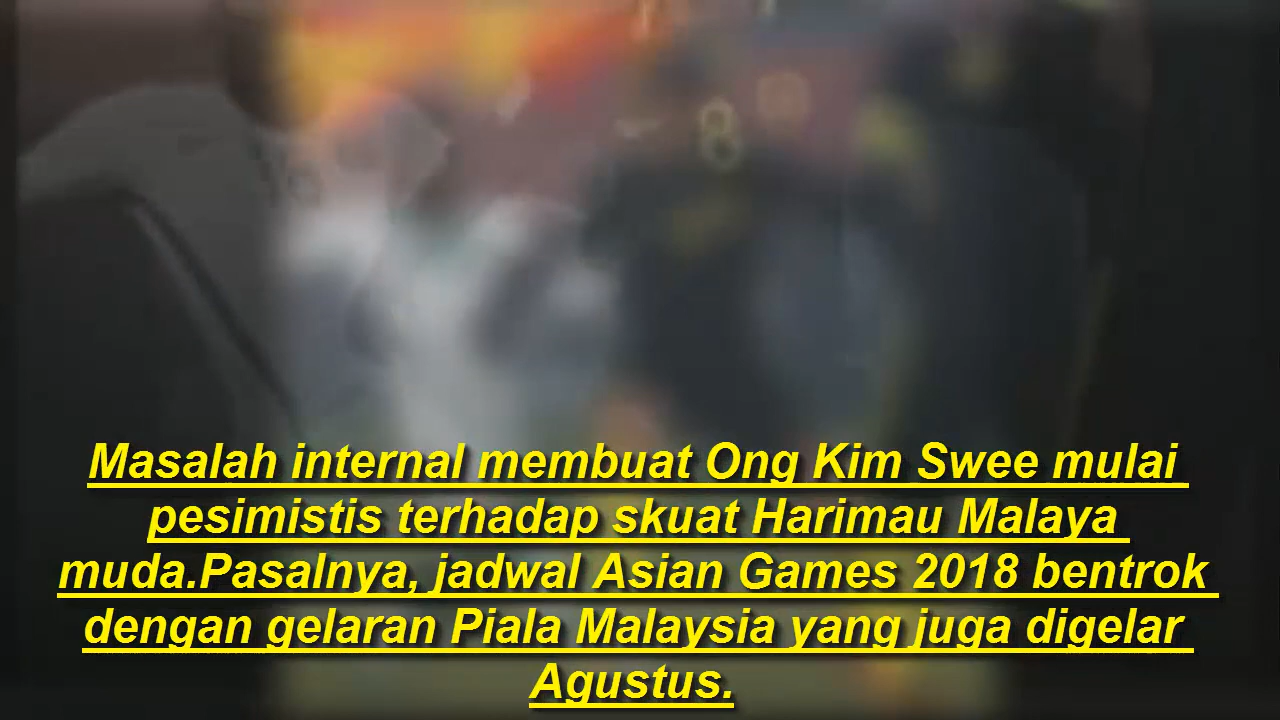 Masalah internal membuat Ong Kim Swee mulai
pesimistis terhadap skuat Harimau Malaya
muda.Pasalnya, jadwal Asian Games 2018 bentrok
dengan gelaran Piala Malaysia yang juga digelar
Agustus.